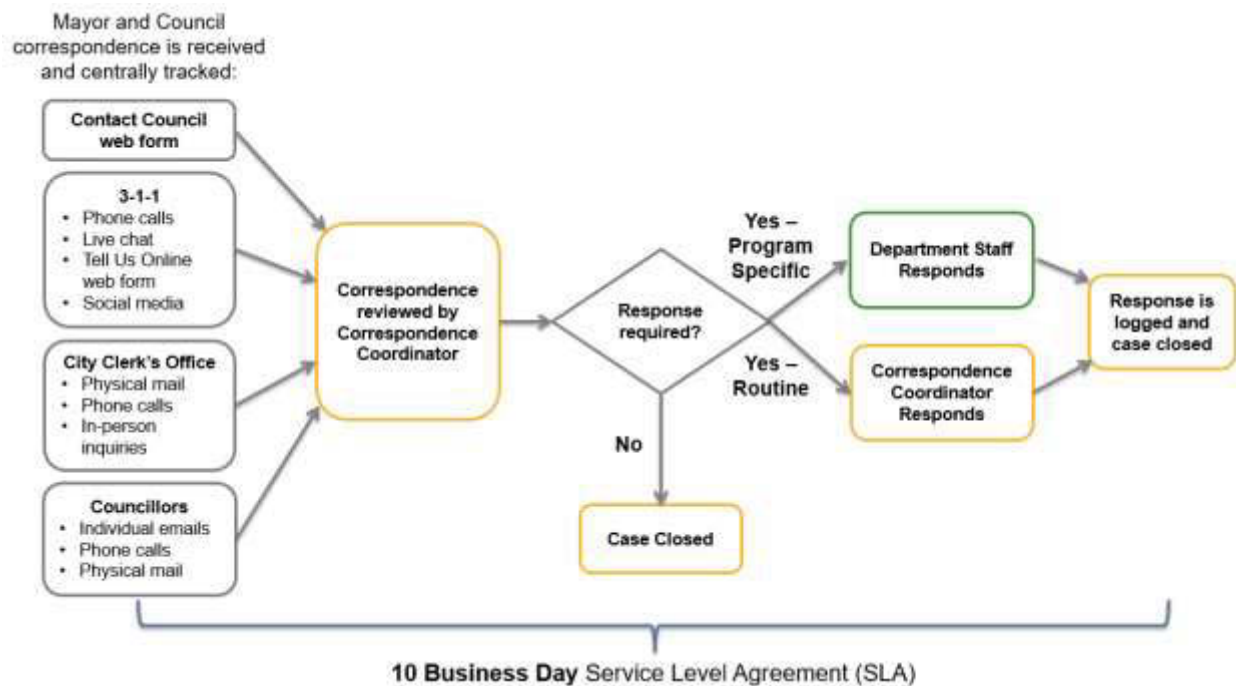 Mayor and Council
correspondence is received
and centrally tracked:
Contact Council
web form
3-1-1
• Phone calls
• Live chat
• Tell Us Online
web form
• Social media
City Clerk's Office
• Physical mail
• Phone calls
• In-person
inquiries
Councillors
• Individual emails
• Phone calls
• Physical mail
Correspondence
reviewed by
Correspondence
Coordinator
Response
required?
Yes –
Program
Specific
Yes –
Routine
No
Case Closed
Department Staff
Responds
Correspondence
Coordinator
Responds
Response is
logged and
case closed
10 Business Day Service Level Agreement (SLA)